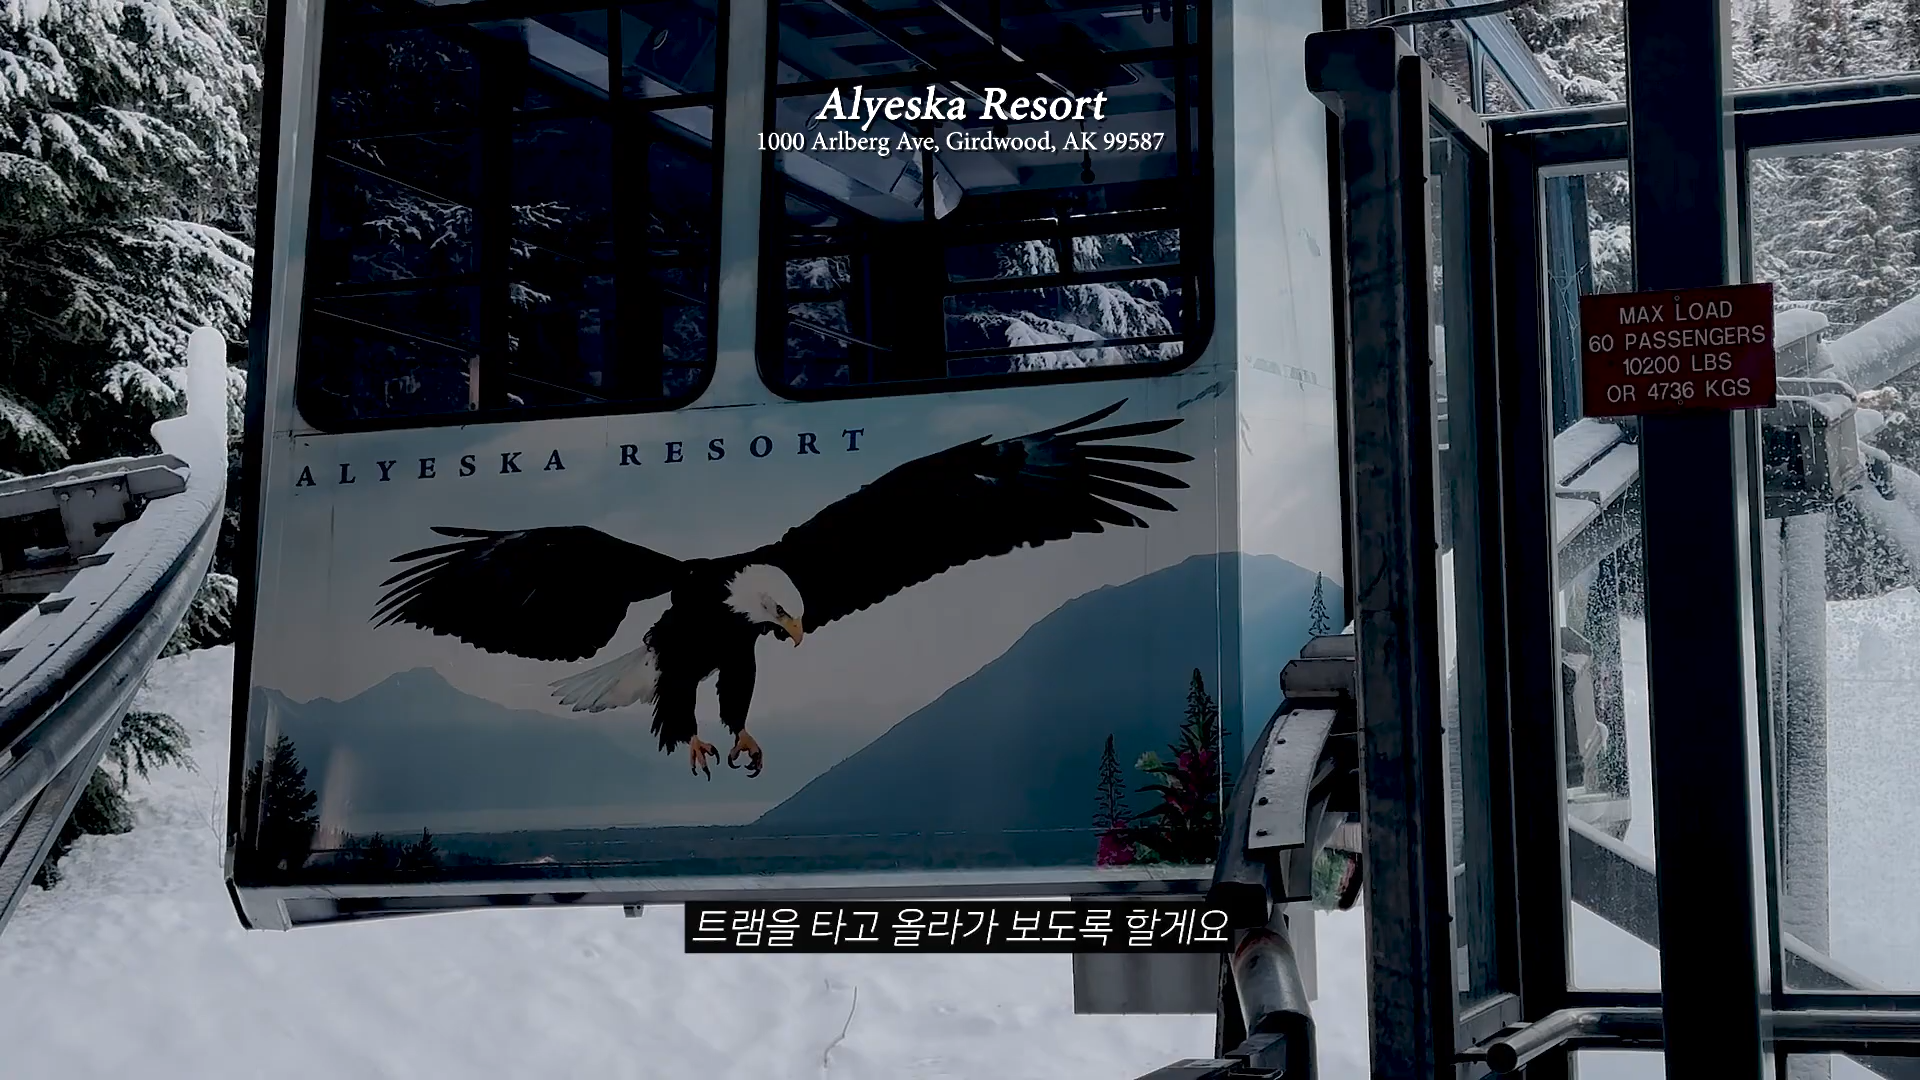 Alyeska Resort
1000 Arlberg Ave, Girdwood, AK 99587
MAX LOAD
60 PASSENGERS
10200 LBS
OR 4736 KGS
ALYESKA RESORT
트램을 타고 올라가 보도록 할게요